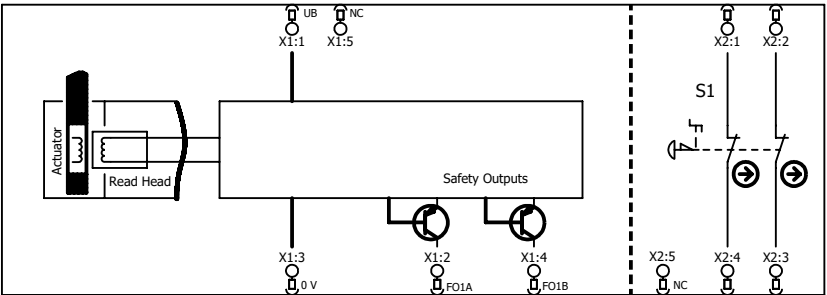 UB NC
X1:1 X1:5 X2:1 X2:2
S1
Actuator
Read Head
Safety Outputs
X1:3 X1:2 X1:4 X2:5 X2:4 X2:3
0 V FO1A FO1B NC